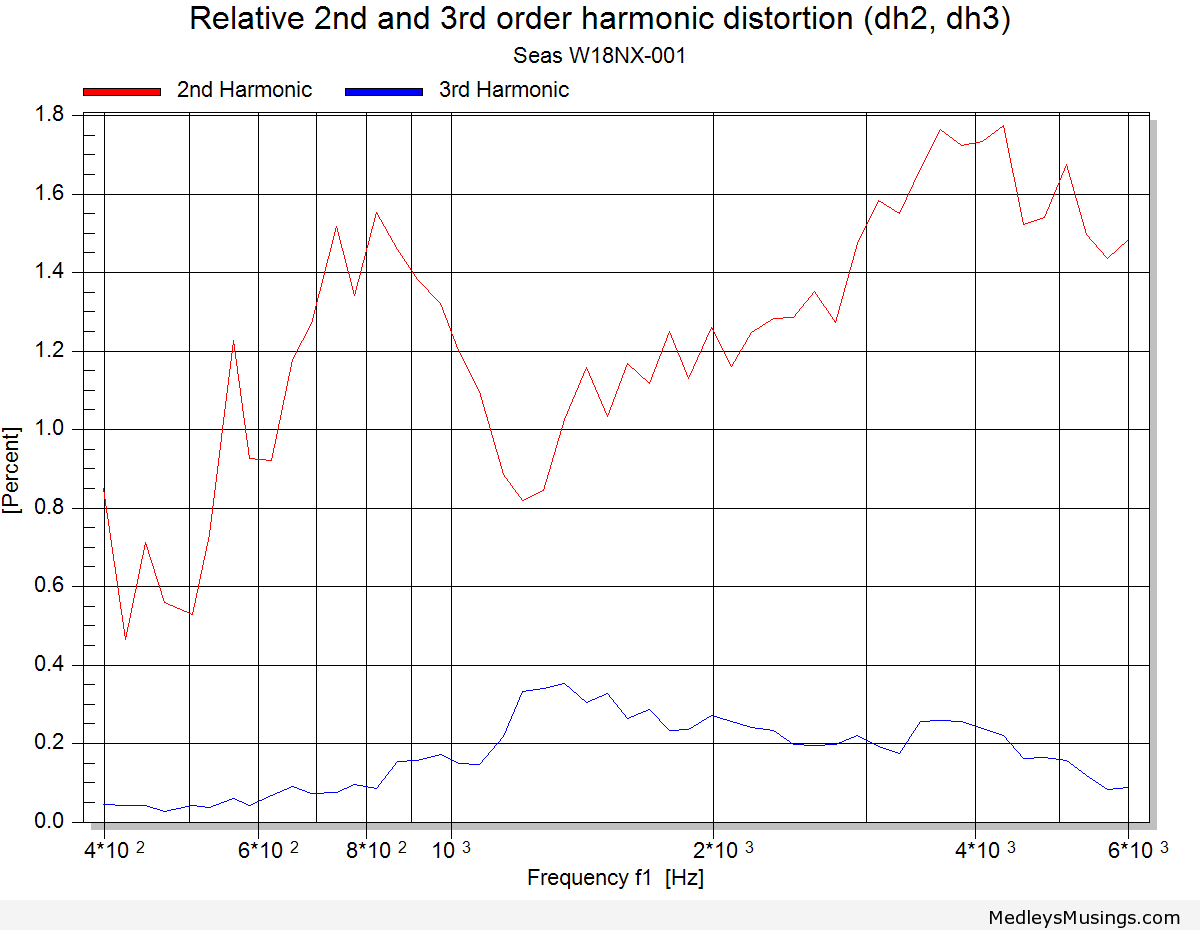 Relative 2nd and 3rd order harmonic distortion (dh2, dh3)
Seas W18NX-001
2nd Harmonic 3rd Harmonic
1.8
1.6
1.4
1.2
1.0
0.8
0.6
0.4
0.2
0.0
[Percent]
4*10 2 6*10 2 8*10 2 10 3 2*10 3 4*10 3 6*10 3
Frequency f1 [Hz]
MedleysMusings.com